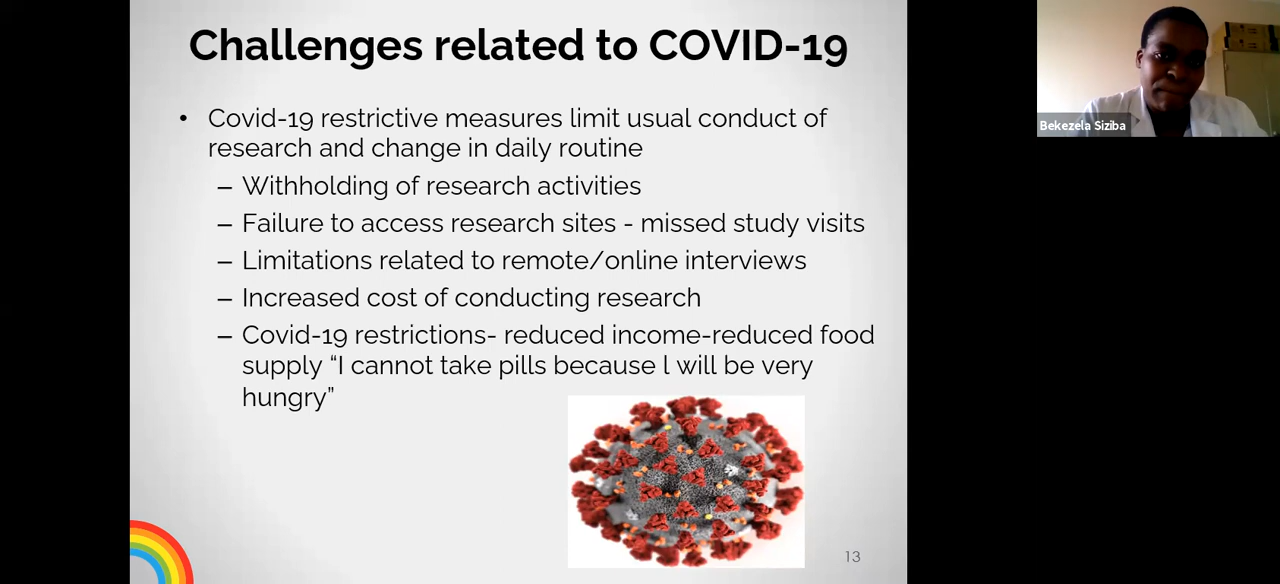 Challenges related to COVID-19
• Covid-19 restrictive measures limit usual conduct of
research and change in daily routine
– Withholding of research activities
– Failure to access research sites - missed study visits
– Limitations related to remote/online interviews
– Increased cost of conducting research
– Covid-19 restrictions- reduced income-reduced food
supply “I cannot take pills because l will be very
hungry”
13
Bekezela Siziba